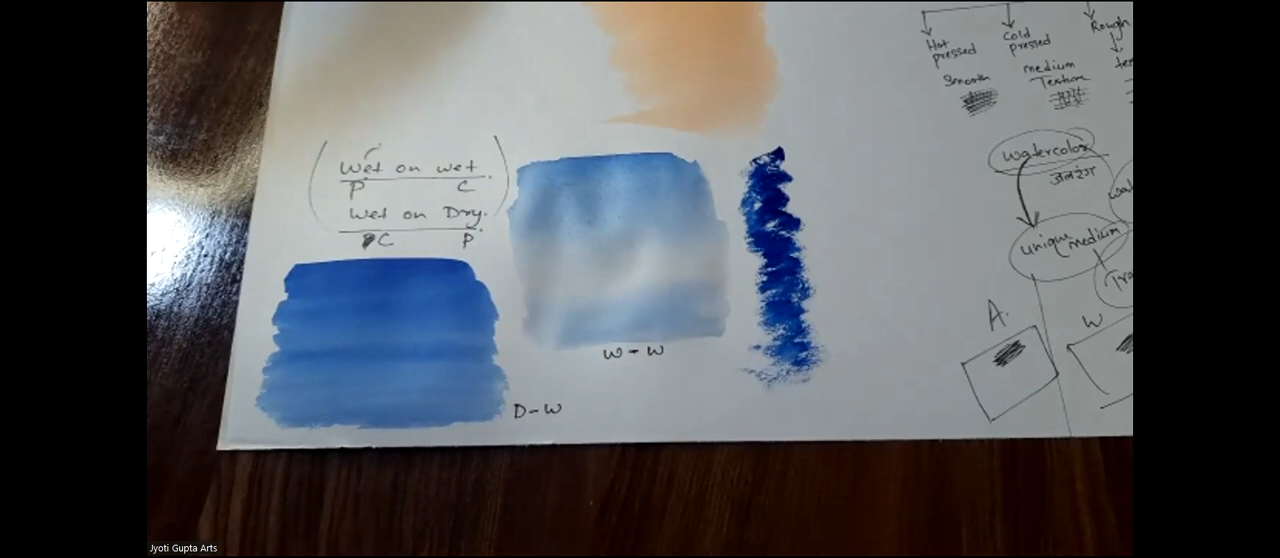 Hot
pressed
Smooth
Cold
pressed
medium
Texture
Rough
Wet on wet.
P C
Wet on Dry.
C P
watercolor
जलरंग
unique medium
A.
W
W - W
D - W
Jyoti Gupta Arts